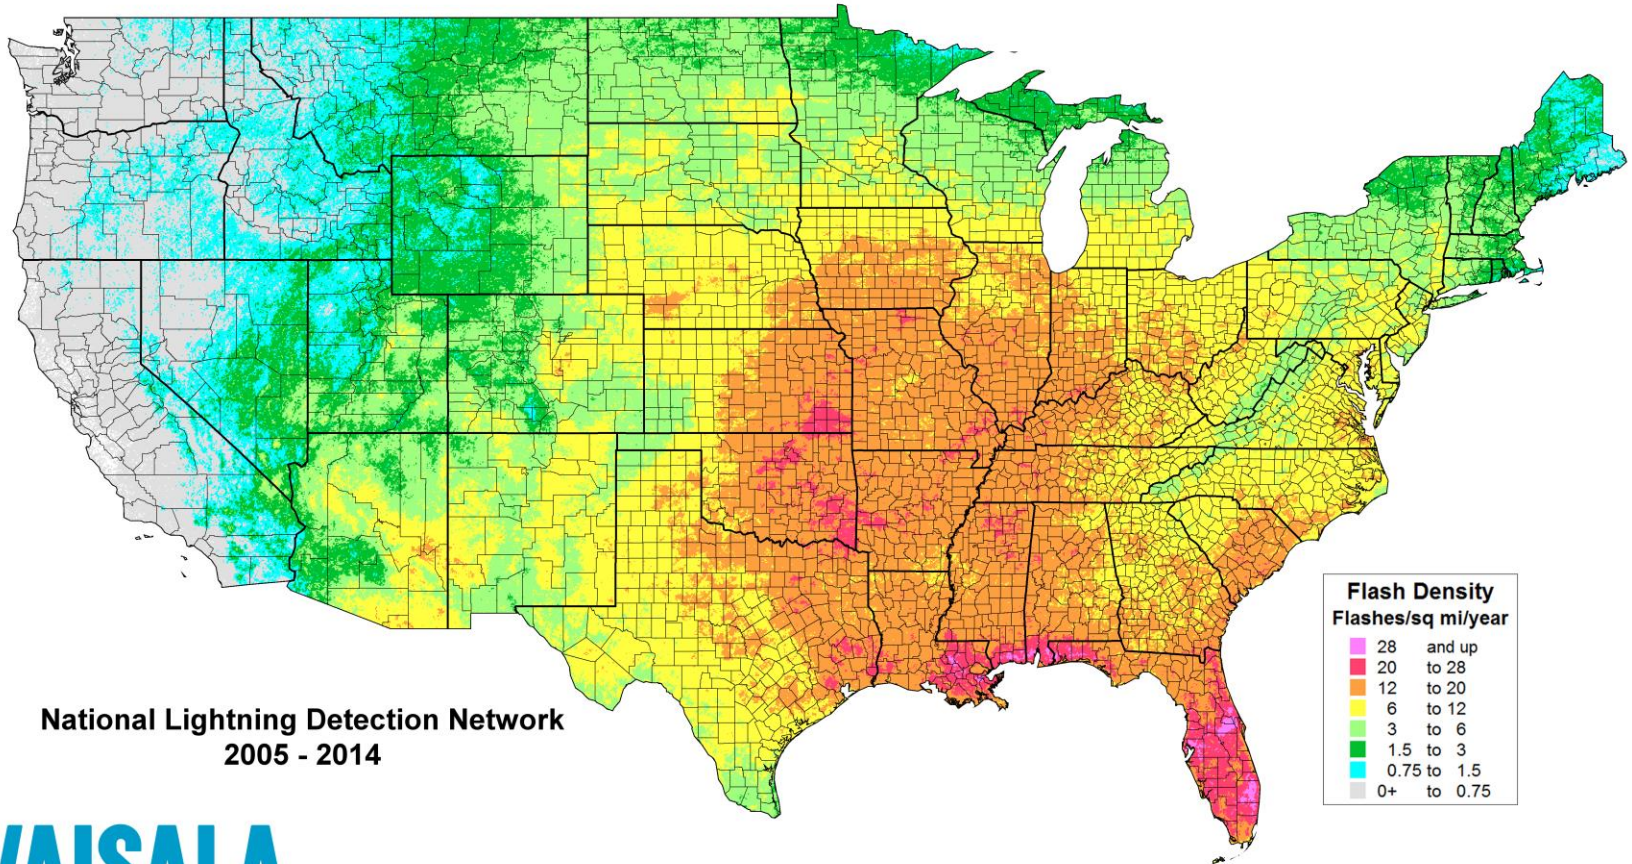 Flash Density
Flashes/sq mi/year
28 and up
20 to 28
12 to 20
6 to 12
3 to 6
1.5 to 3
0.75 to 1.5
0+ to 0.75
National Lightning Detection Network
2005 - 2014
VAISALA